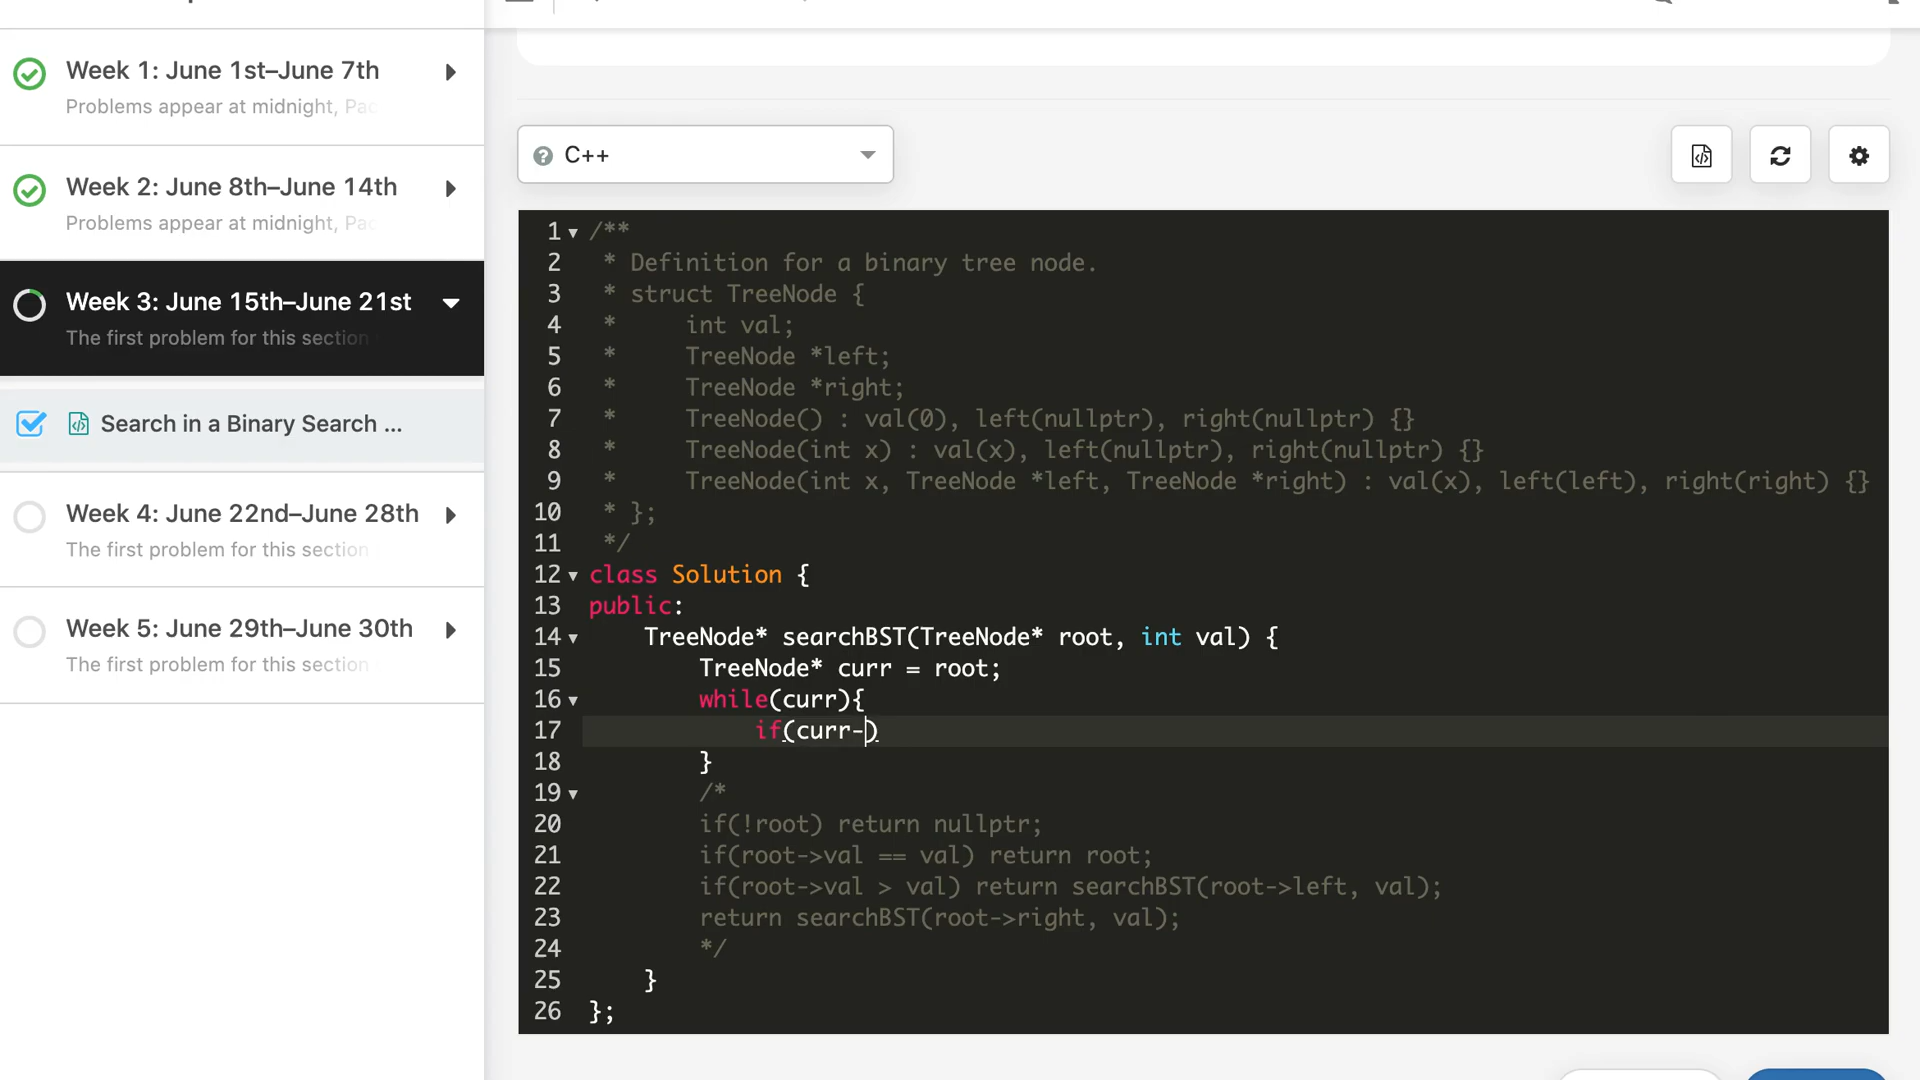 Week 1: June 1st–June 7th
Problems appear at midnight, Pac
Week 2: June 8th–June 14th
Problems appear at midnight, Pac
Week 3: June 15th–June 21st
The first problem for this section
Search in a Binary Search ...
Week 4: June 22nd–June 28th
The first problem for this section
Week 5: June 29th–June 30th
The first problem for this section
C++
1 /**
2  * Definition for a binary tree node.
3  * struct TreeNode {
4  *     int val;
5  *     TreeNode *left;
6  *     TreeNode *right;
7  *     TreeNode() : val(0), left(nullptr), right(nullptr) {}
8  *     TreeNode(int x) : val(x), left(nullptr), right(nullptr) {}
9  *     TreeNode(int x, TreeNode *left, TreeNode *right) : val(x), left(left), right(right) {}
10  * };
11  */
12 class Solution {
13 public:
14     TreeNode* searchBST(TreeNode* root, int val) {
15         TreeNode* curr = root;
16         while(curr){
17             if(curr-)
18         }
19         /*
20         if(!root) return nullptr;
21         if(root->val == val) return root;
22         if(root->val > val) return searchBST(root->left, val);
23         return searchBST(root->right, val);
24         */
25     }
26 };